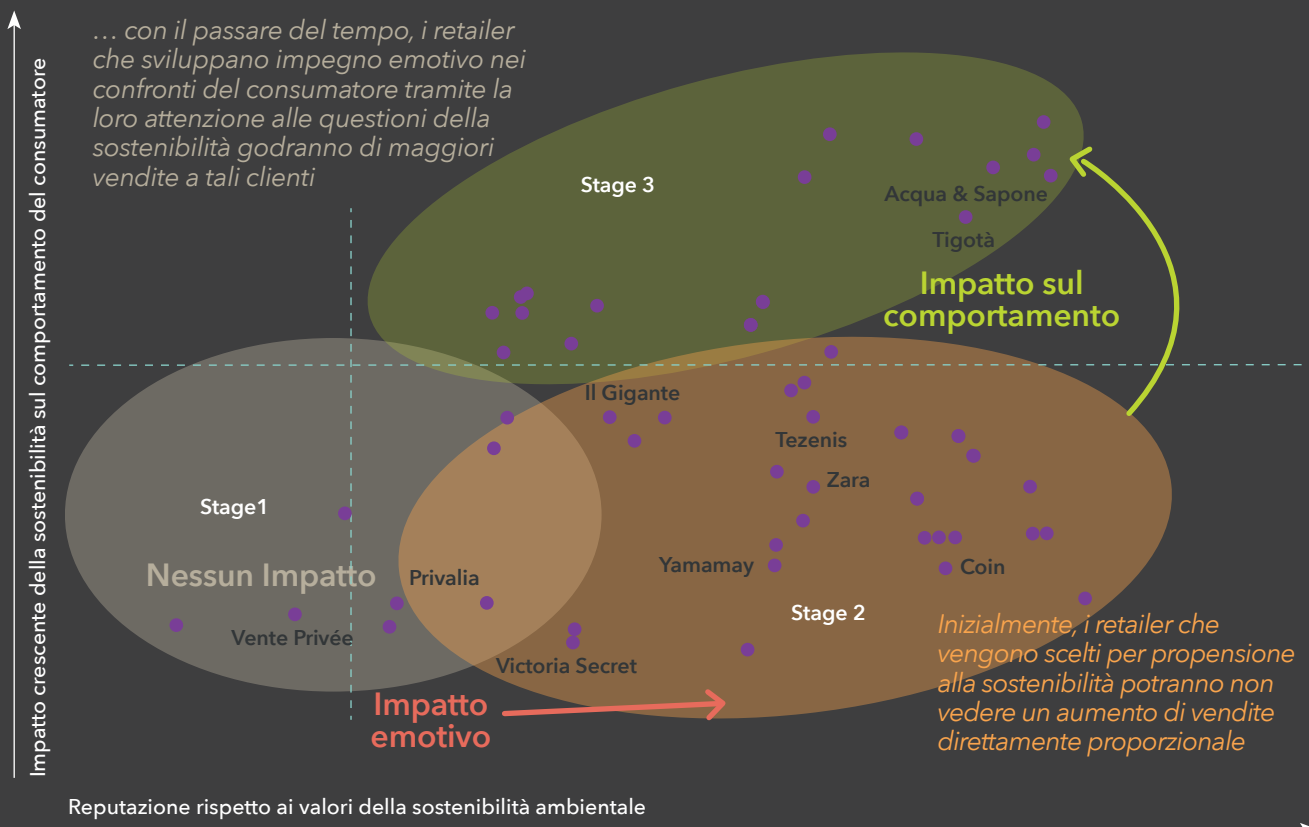 … con il passare del tempo, i retailer
che sviluppano impegno emotivo nei
confronti del consumatore tramite la
loro attenzione alle questioni della
sostenibilità godranno di maggiori
vendite a tali clienti
Impatto crescente della sostenibilità sul comportamento del consumatore
Stage 3
Acqua & Sapone
Tigotà
Impatto sul
comportamento
Il Gigante
Tezenis
Zara
Stage1
Nessun Impatto
Privalia
Yamamay
Coin
Vente Privée
Stage 2
Victoria Secret
Inizialmente, i retailer che
vengono scelti per propensione
alla sostenibilità potranno non
vedere un aumento di vendite
direttamente proporzionale
Impatto
emotivo
Reputazione rispetto ai valori della sostenibilità ambientale